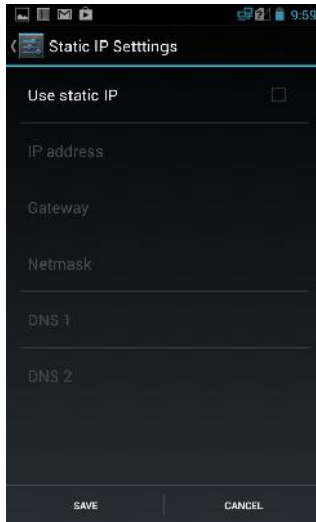 9:59
Static IP Setttings
Use static IP
IP address
Gateway
Netmask
DNS 1
DNS 2
SAVE
CANCEL